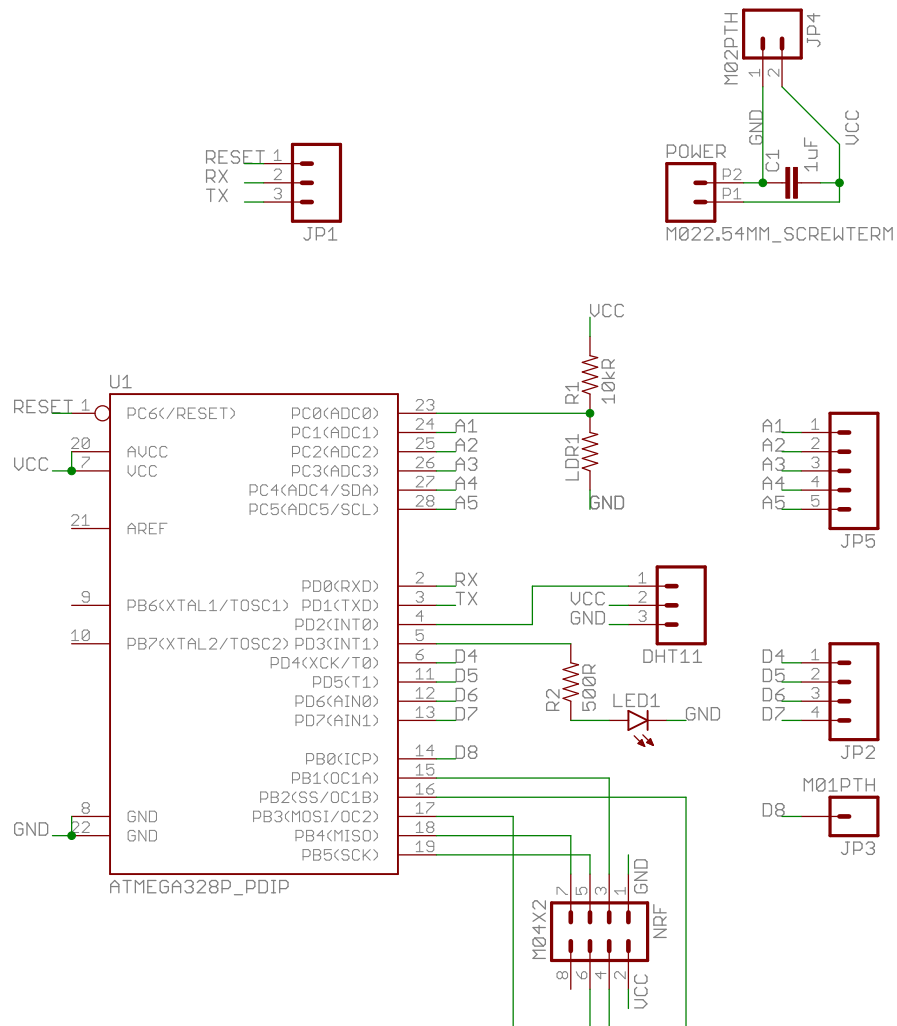 M02PTH
JP4
1
2
GND
VCC
POWER
C1
1uF
P2
P1
M022.54MM_SCREWTERM
RESET 1
RX 2
TX 3
JP1
VCC
R1
10kR
LDR1
GND
U1
RESET 1 PC6(/RESET)
20 AVCC
VCC 7 VCC
21 AREF
9 PB6(XTAL1/TOSC1)
10 PB7(XTAL2/TOSC2)
8 GND
GND 22 GND
PC0(ADC0) 23
PC1(ADC1) 24 A1
PC2(ADC2) 25 A2
PC3(ADC3) 26 A3
PC4(ADC4/SDA) 27 A4
PC5(ADC5/SCL) 28 A5
PD0(RXD) 2 RX
PD1(TXD) 3 TX
PD2(INT0) 4
PD3(INT1) 5
PD4(XCK/T0) 6 D4
PD5(T1) 11 D5
PD6(AIN0) 12 D6
PD7(AIN1) 13 D7
PB0(ICP) 14 D8
PB1(OC1A) 15
PB2(SS/OC1B) 16
PB3(MOSI/OC2) 17
PB4(MISO) 18
PB5(SCK) 19
ATMEGA328P_PDIP
A1 1
A2 2
A3 3
A4 4
A5 5
JP5
1
VCC 2
GND 3
DHT11
R2
500R
LED1
GND
D4 1
D5 2
D6 3
D7 4
JP2
M01PTH
D8
JP3
GND
7 5 3 1
M04X2
NRF
8 6 4 2
VCC